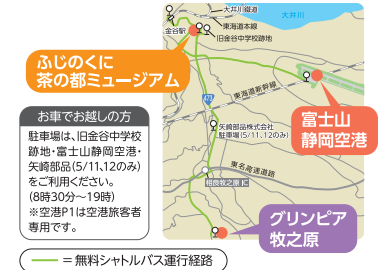 大井川鐵道
大井川
東海道本線
金谷駅
旧金谷中学校跡地
ふじのくに
茶の都ミュージアム
東海道新幹線
富士山
静岡空港
お車でお越しの方
駐車場は、旧金谷中学校
跡地・富士山静岡空港・
矢崎部品(5/11、12のみ)
をご利用ください。
(8時30分~19時)
※空港P1は空港旅客者
専用です。
矢崎部品株式会社
駐車場(5/11、12のみ)
東名高速道路
相良牧之原 IC
グリンピア
牧之原
=無料シャトルバス運行経路